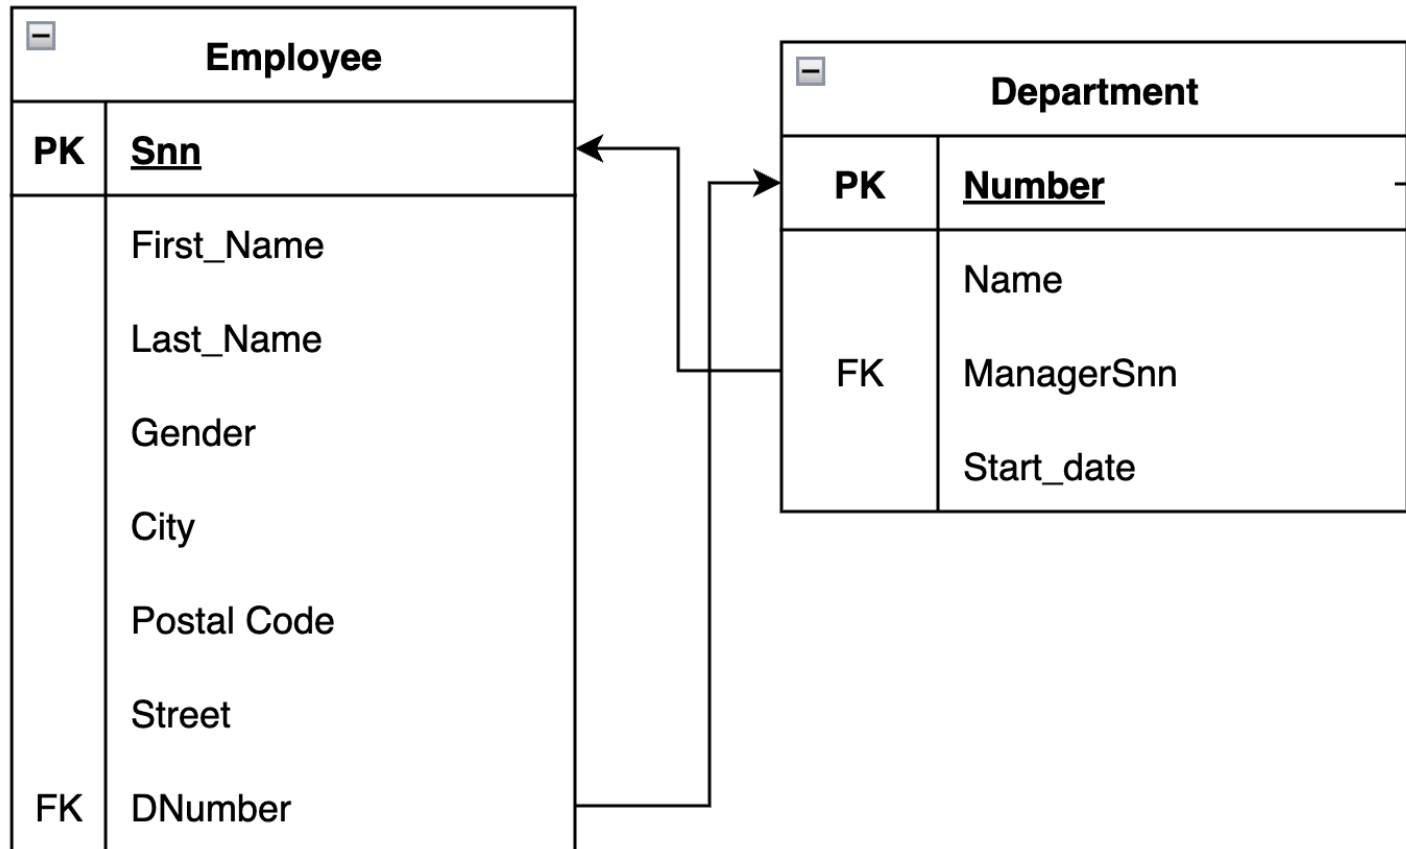 Employee
PK Snn
First_Name
Last_Name
Gender
City
Postal Code
Street
FK DNumber
Department
PK Number
Name
FK ManagerSnn
Start_date